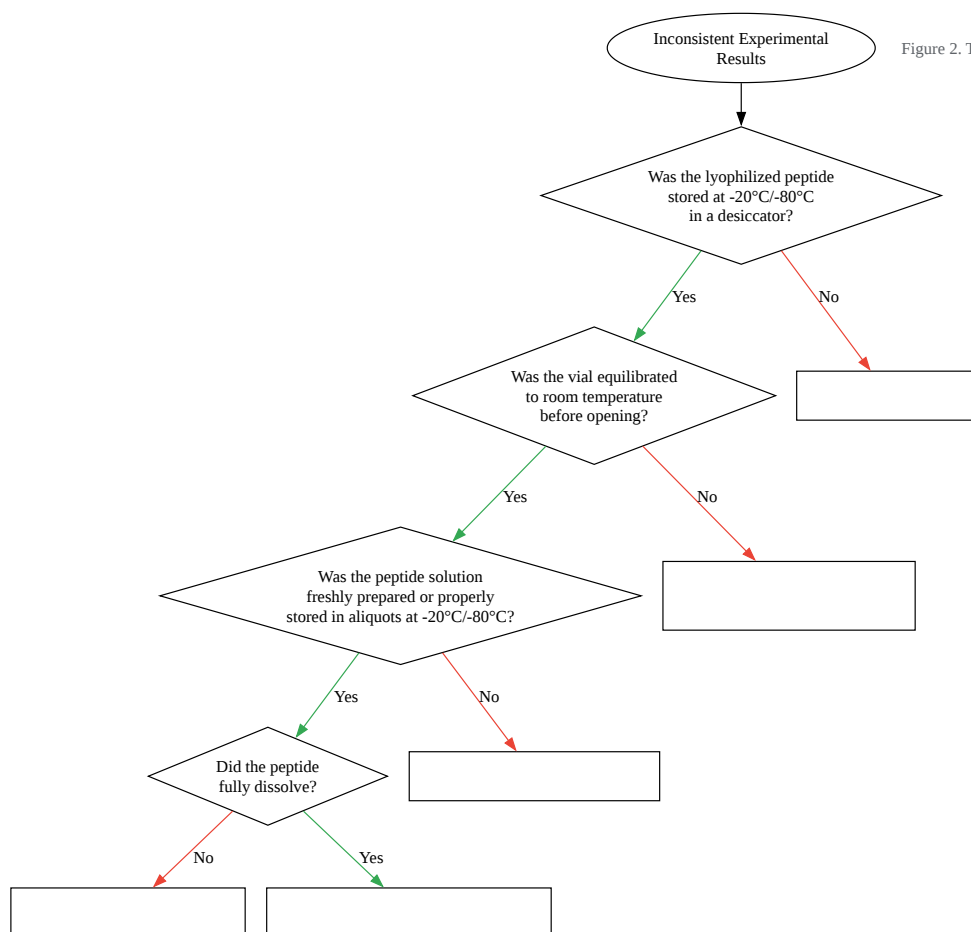 Inconsistent Experimental
Results
Figure 2. T
Was the lyophilized peptide
stored at -20°C/-80°C
in a desiccator?
Yes
No
Was the vial equilibrated
to room temperature
before opening?
Yes
No
Was the peptide solution
freshly prepared or properly
stored in aliquots at -20°C/-80°C?
Yes
No
Did the peptide
fully dissolve?
No
Yes